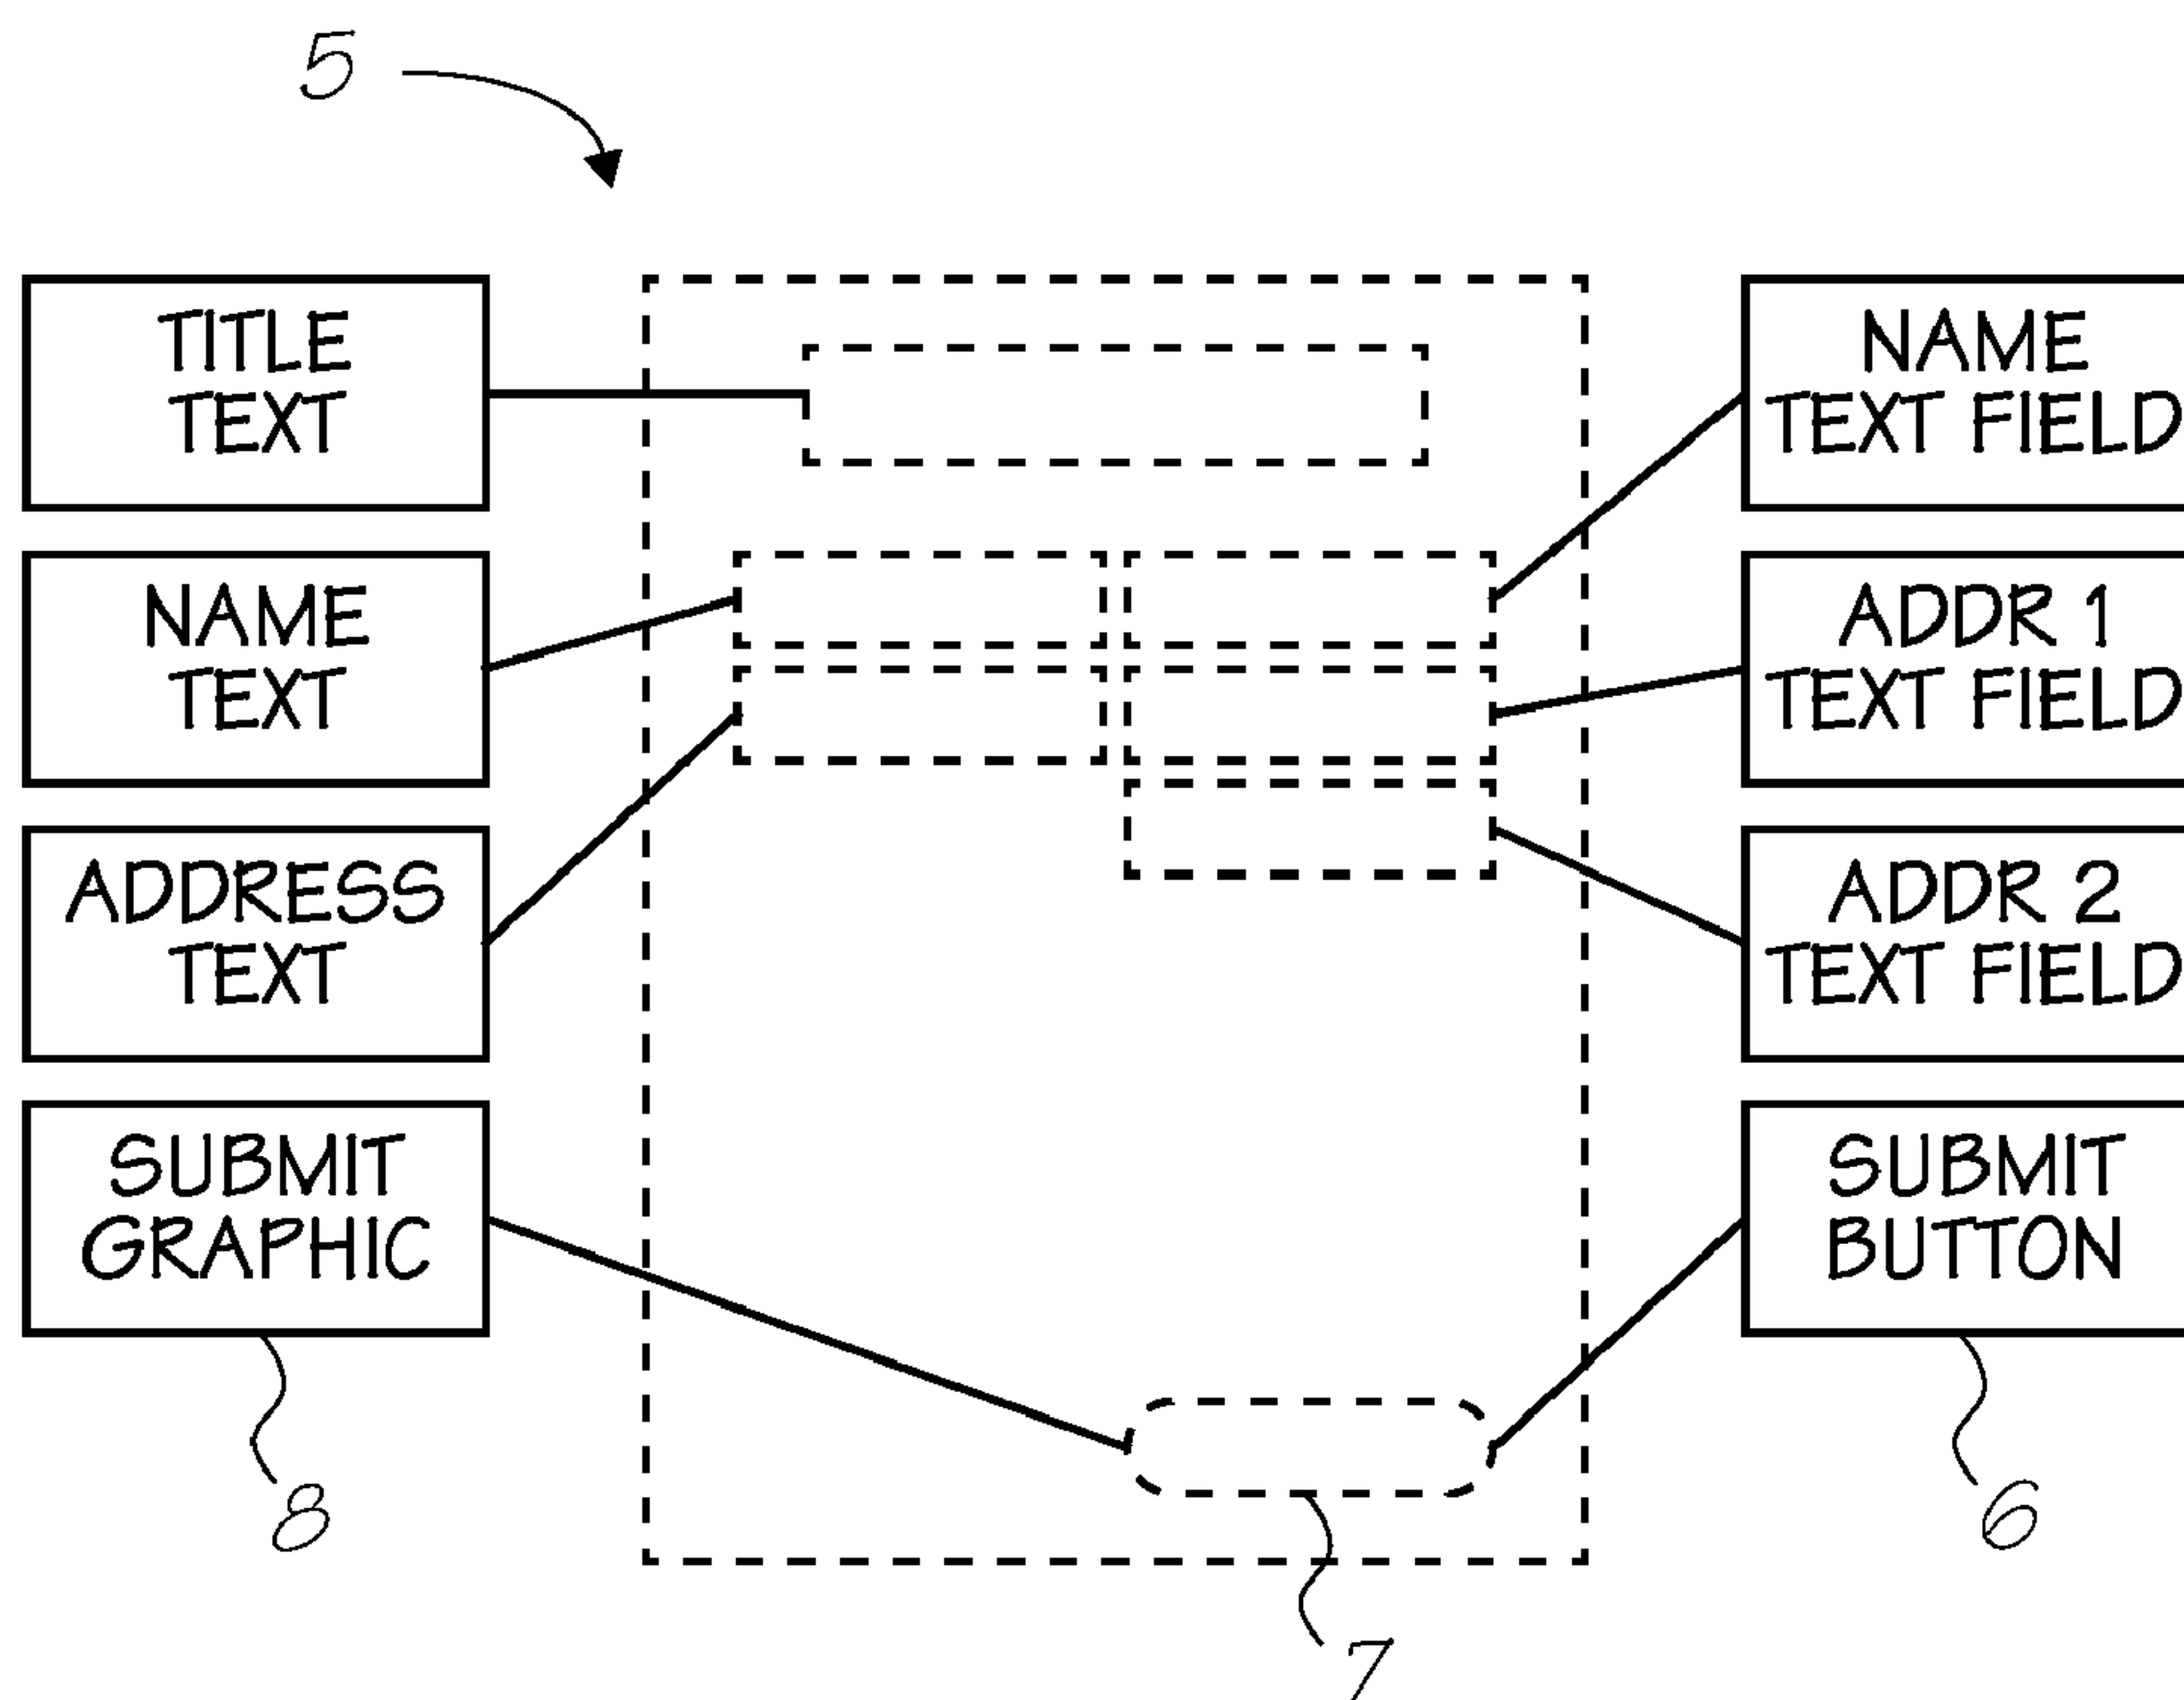 5
TITLE
TEXT
NAME
TEXT FIELD
NAME
TEXT
ADDR 1
TEXT FIELD
ADDRESS
TEXT
ADDR 2
TEXT FIELD
SUBMIT
GRAPHIC
SUBMIT
BUTTON
8
6
7